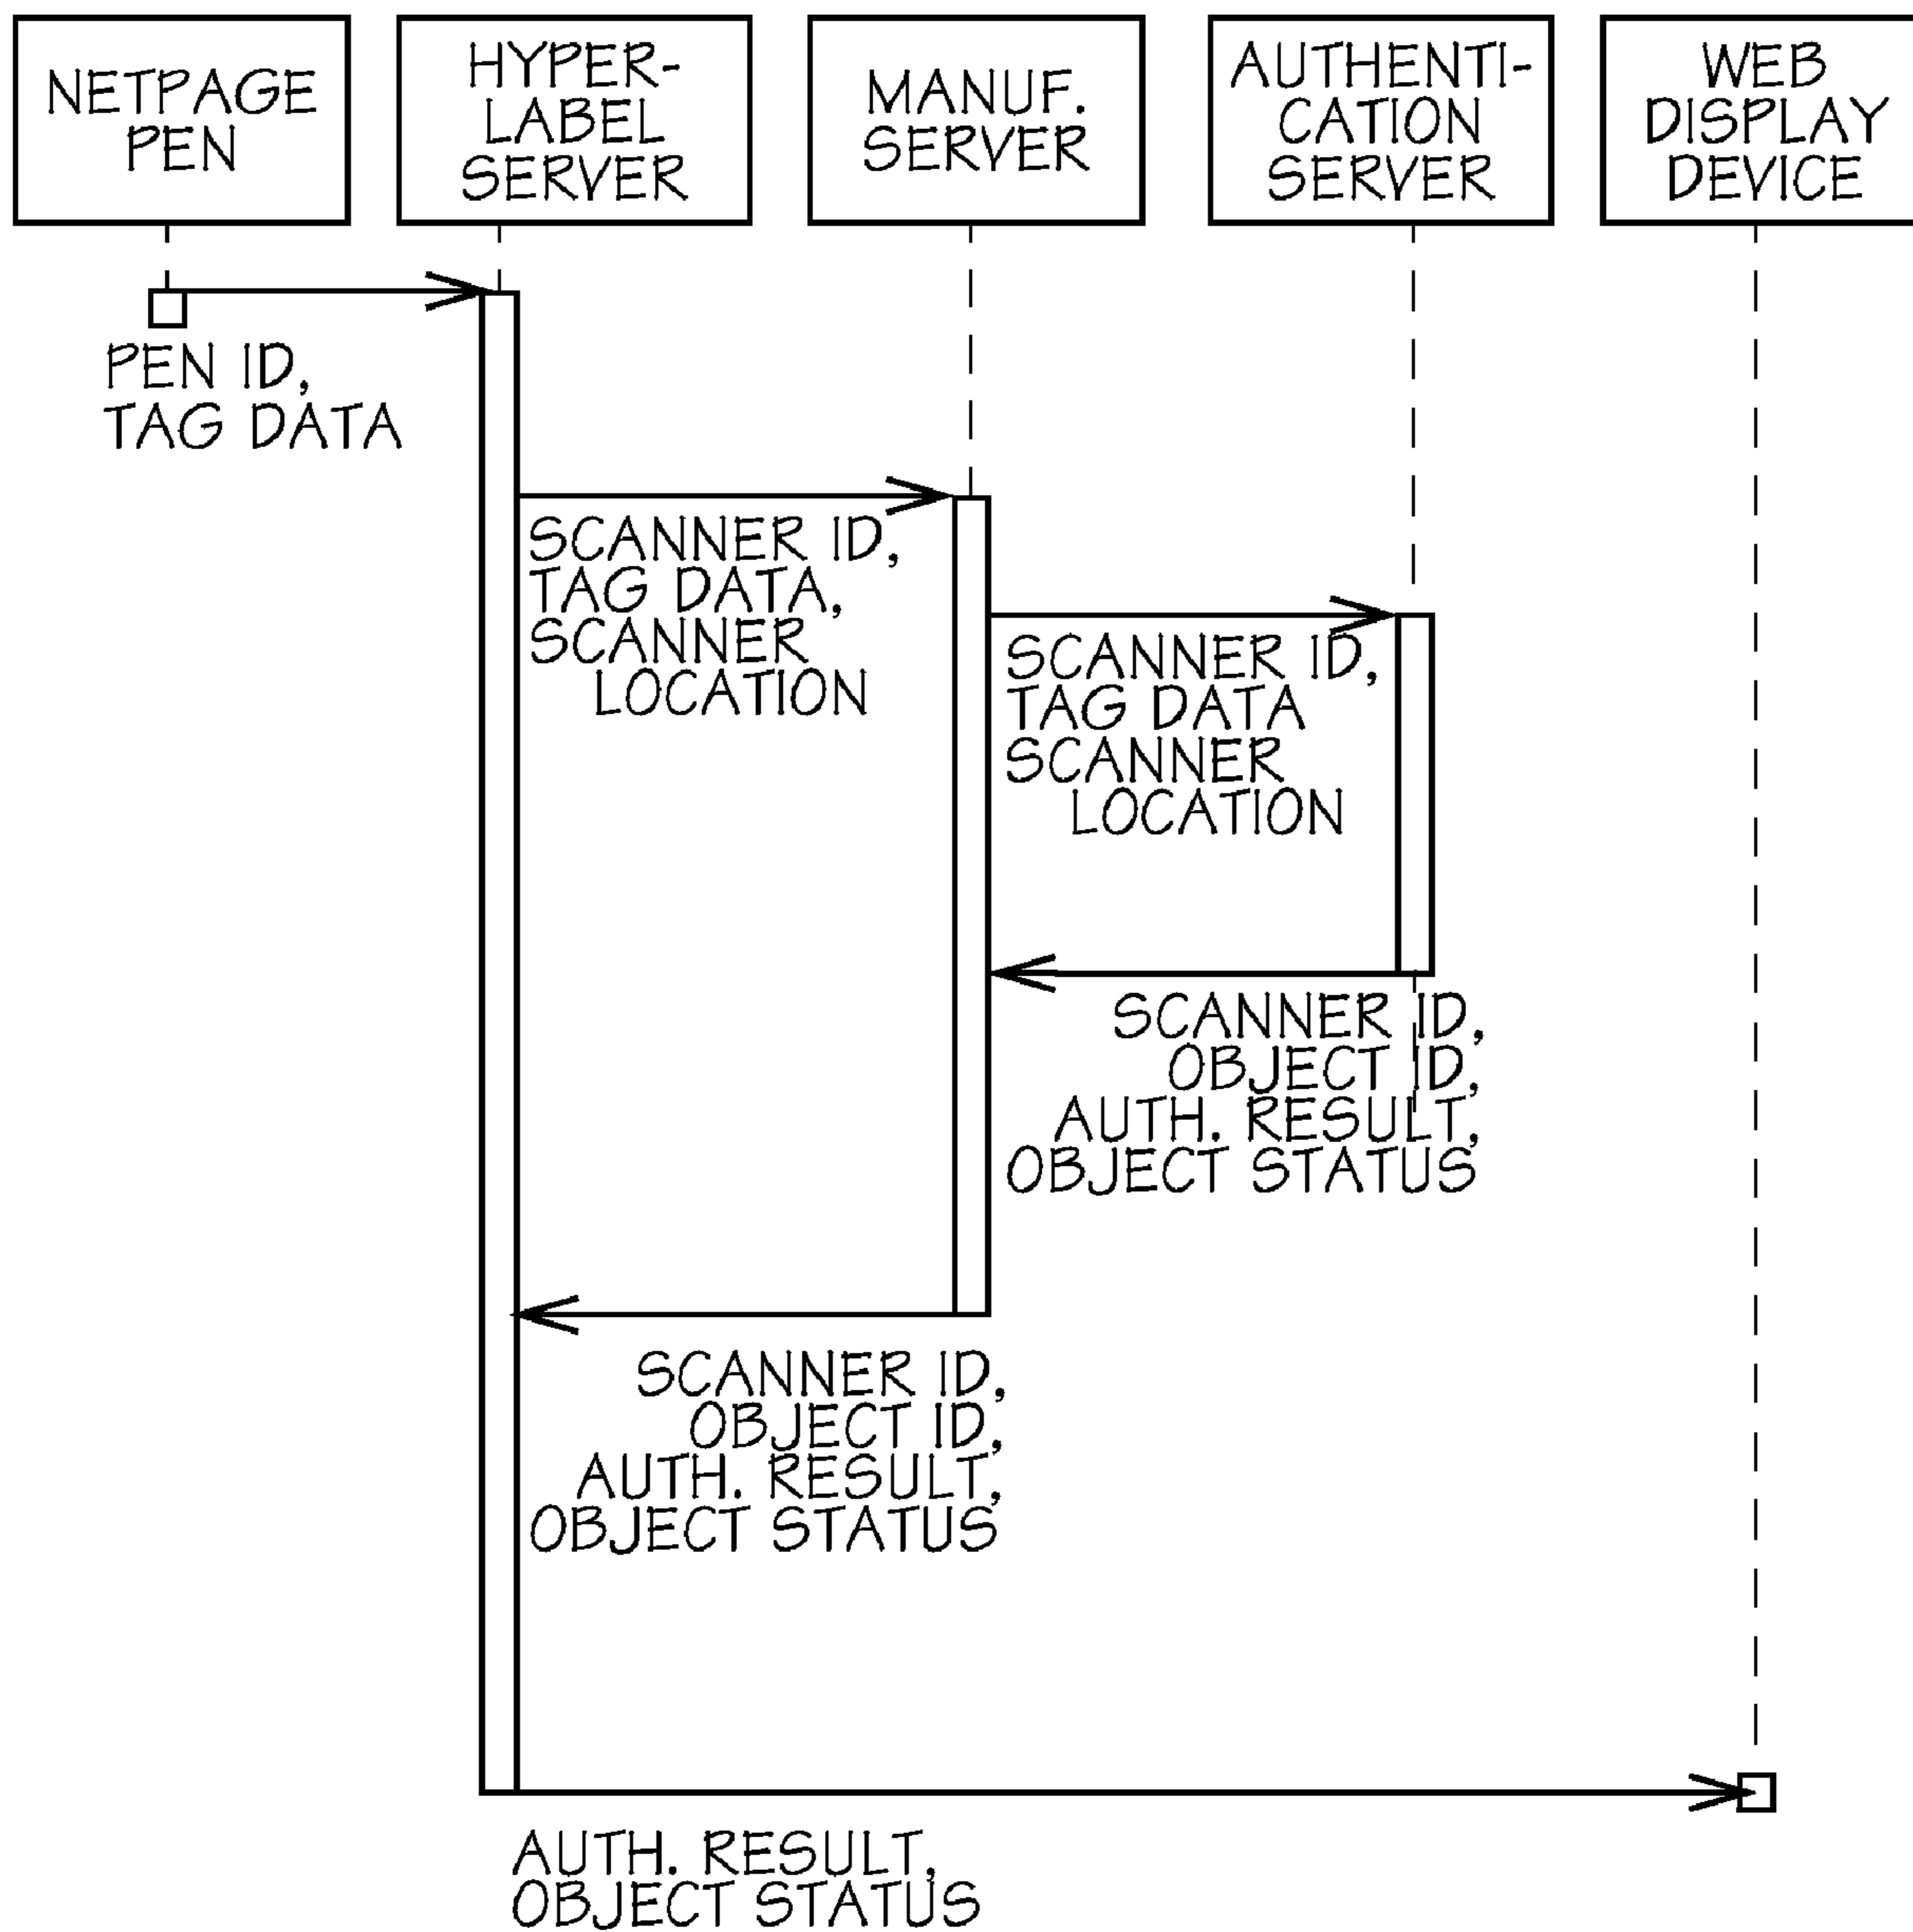 NETPAGE
PEN
HYPER-
LABEL
SERVER
MANUF.
SERVER
AUTHENTI-
CATION
SERVER
WEB
DISPLAY
DEVICE
PEN ID,
TAG DATA
SCANNER ID,
TAG DATA,
SCANNER
LOCATION
SCANNER ID,
TAG DATA
SCANNER
LOCATION
SCANNER ID,
OBJECT ID,
AUTH. RESULT,
OBJECT STATUS
SCANNER ID,
OBJECT ID,
AUTH. RESULT,
OBJECT STATUS
AUTH. RESULT,
OBJECT STATUS